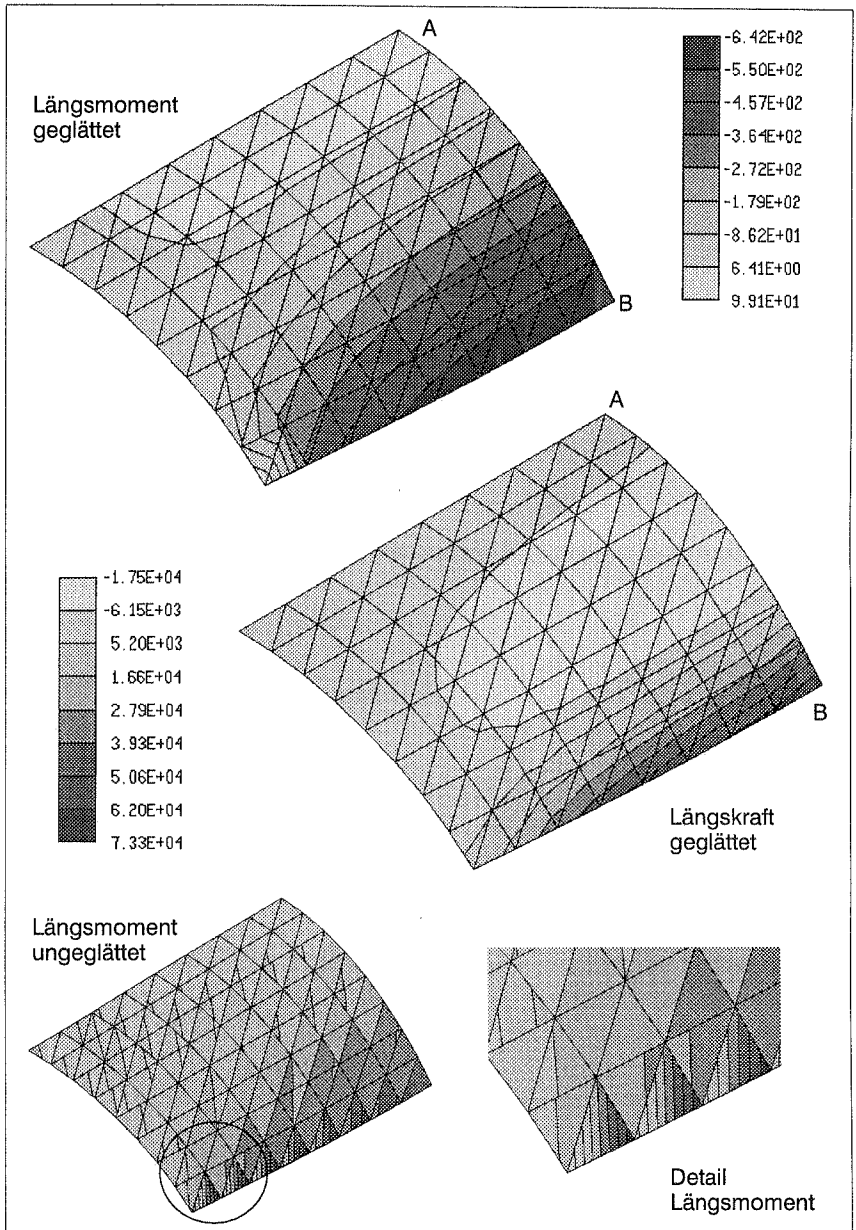 A
Längsmoment
geglättet
-6.42E+02
-5.50E+02
-4.57E+02
-3.64E+02
-2.72E+02
-1.79E+02
-8.62E+01
6.41E+00
9.91E+01
B
A
-1.75E+04
-6.15E+03
5.20E+03
1.66E+04
2.79E+04
3.93E+04
5.06E+04
6.20E+04
7.33E+04
B
Längskraft
geglättet
Längsmoment
ungeglättet
Detail
Längsmoment